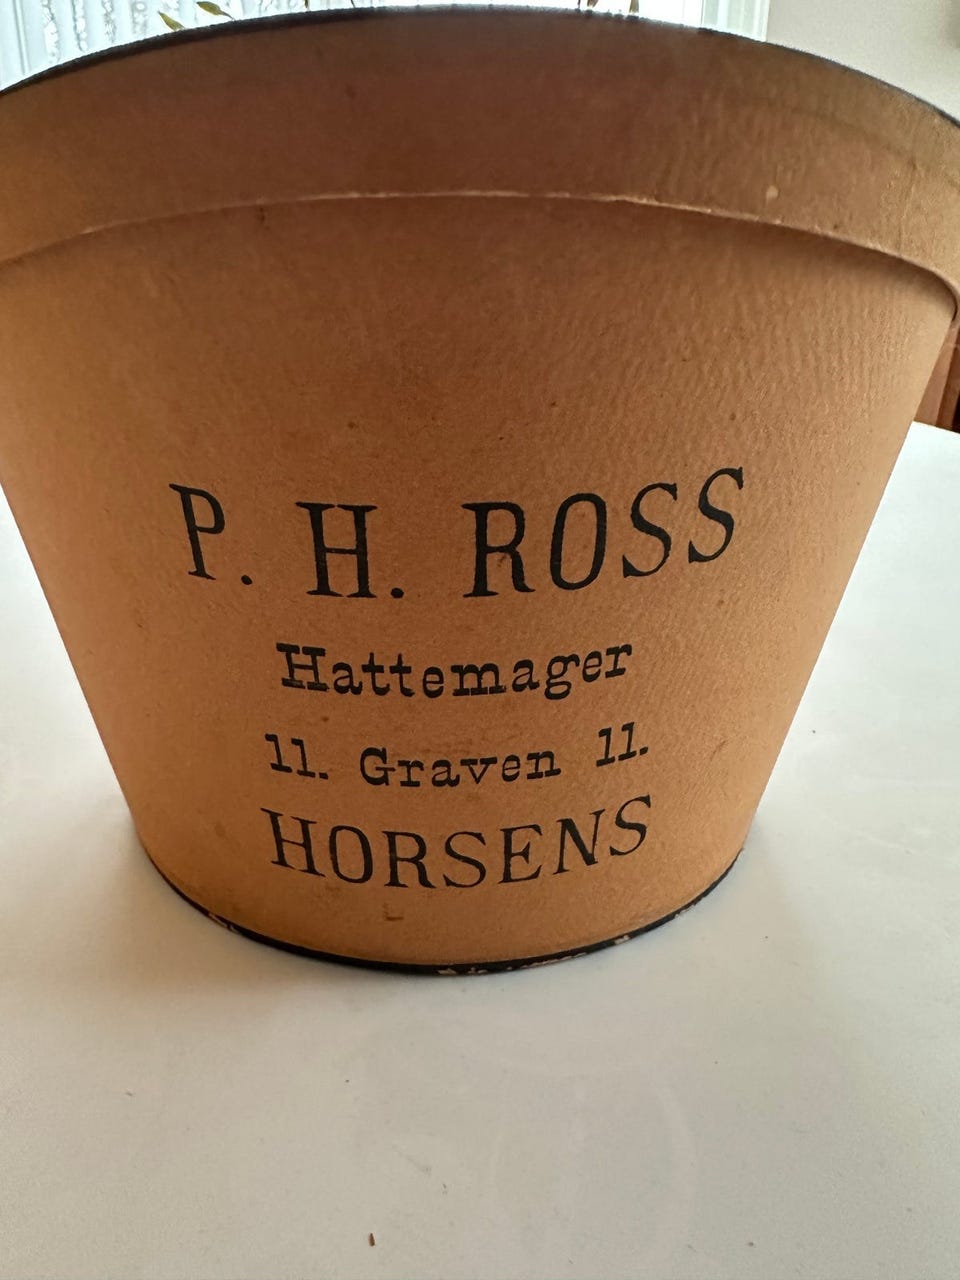 P. H. ROSS
Hattemager
11. Graven 11.
HORSENS